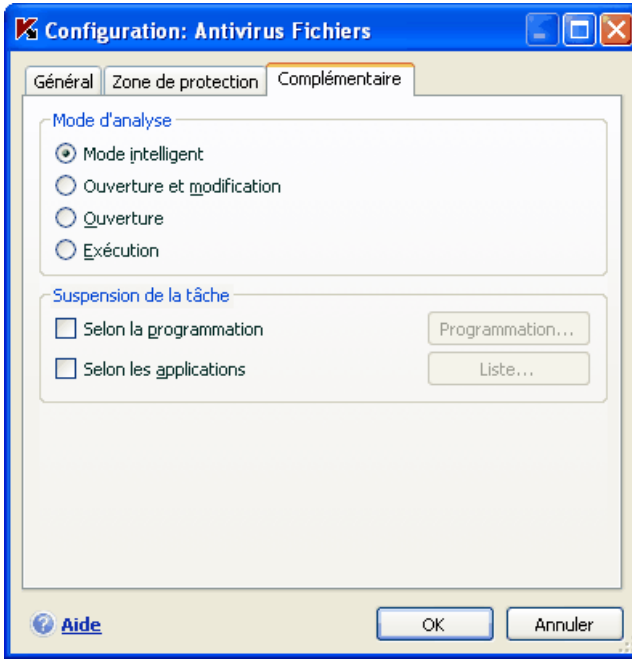 Configuration: Antivirus Fichiers
Général Zone de protection Complémentaire
Mode d'analyse
Mode intelligent
Ouverture et modification
Ouverture
Exécution
Suspension de la tâche
Selon la programmation Programmation...
Selon les applications Liste...
Aide OK Annuler